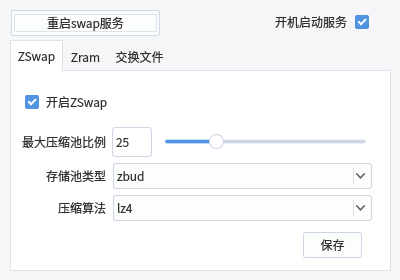 重启swap服务
开机启动服务
ZSwap
Zram
交换文件
开启ZSwap
最大压缩池比例
25
存储池类型
zbud
压缩算法
lz4
保存